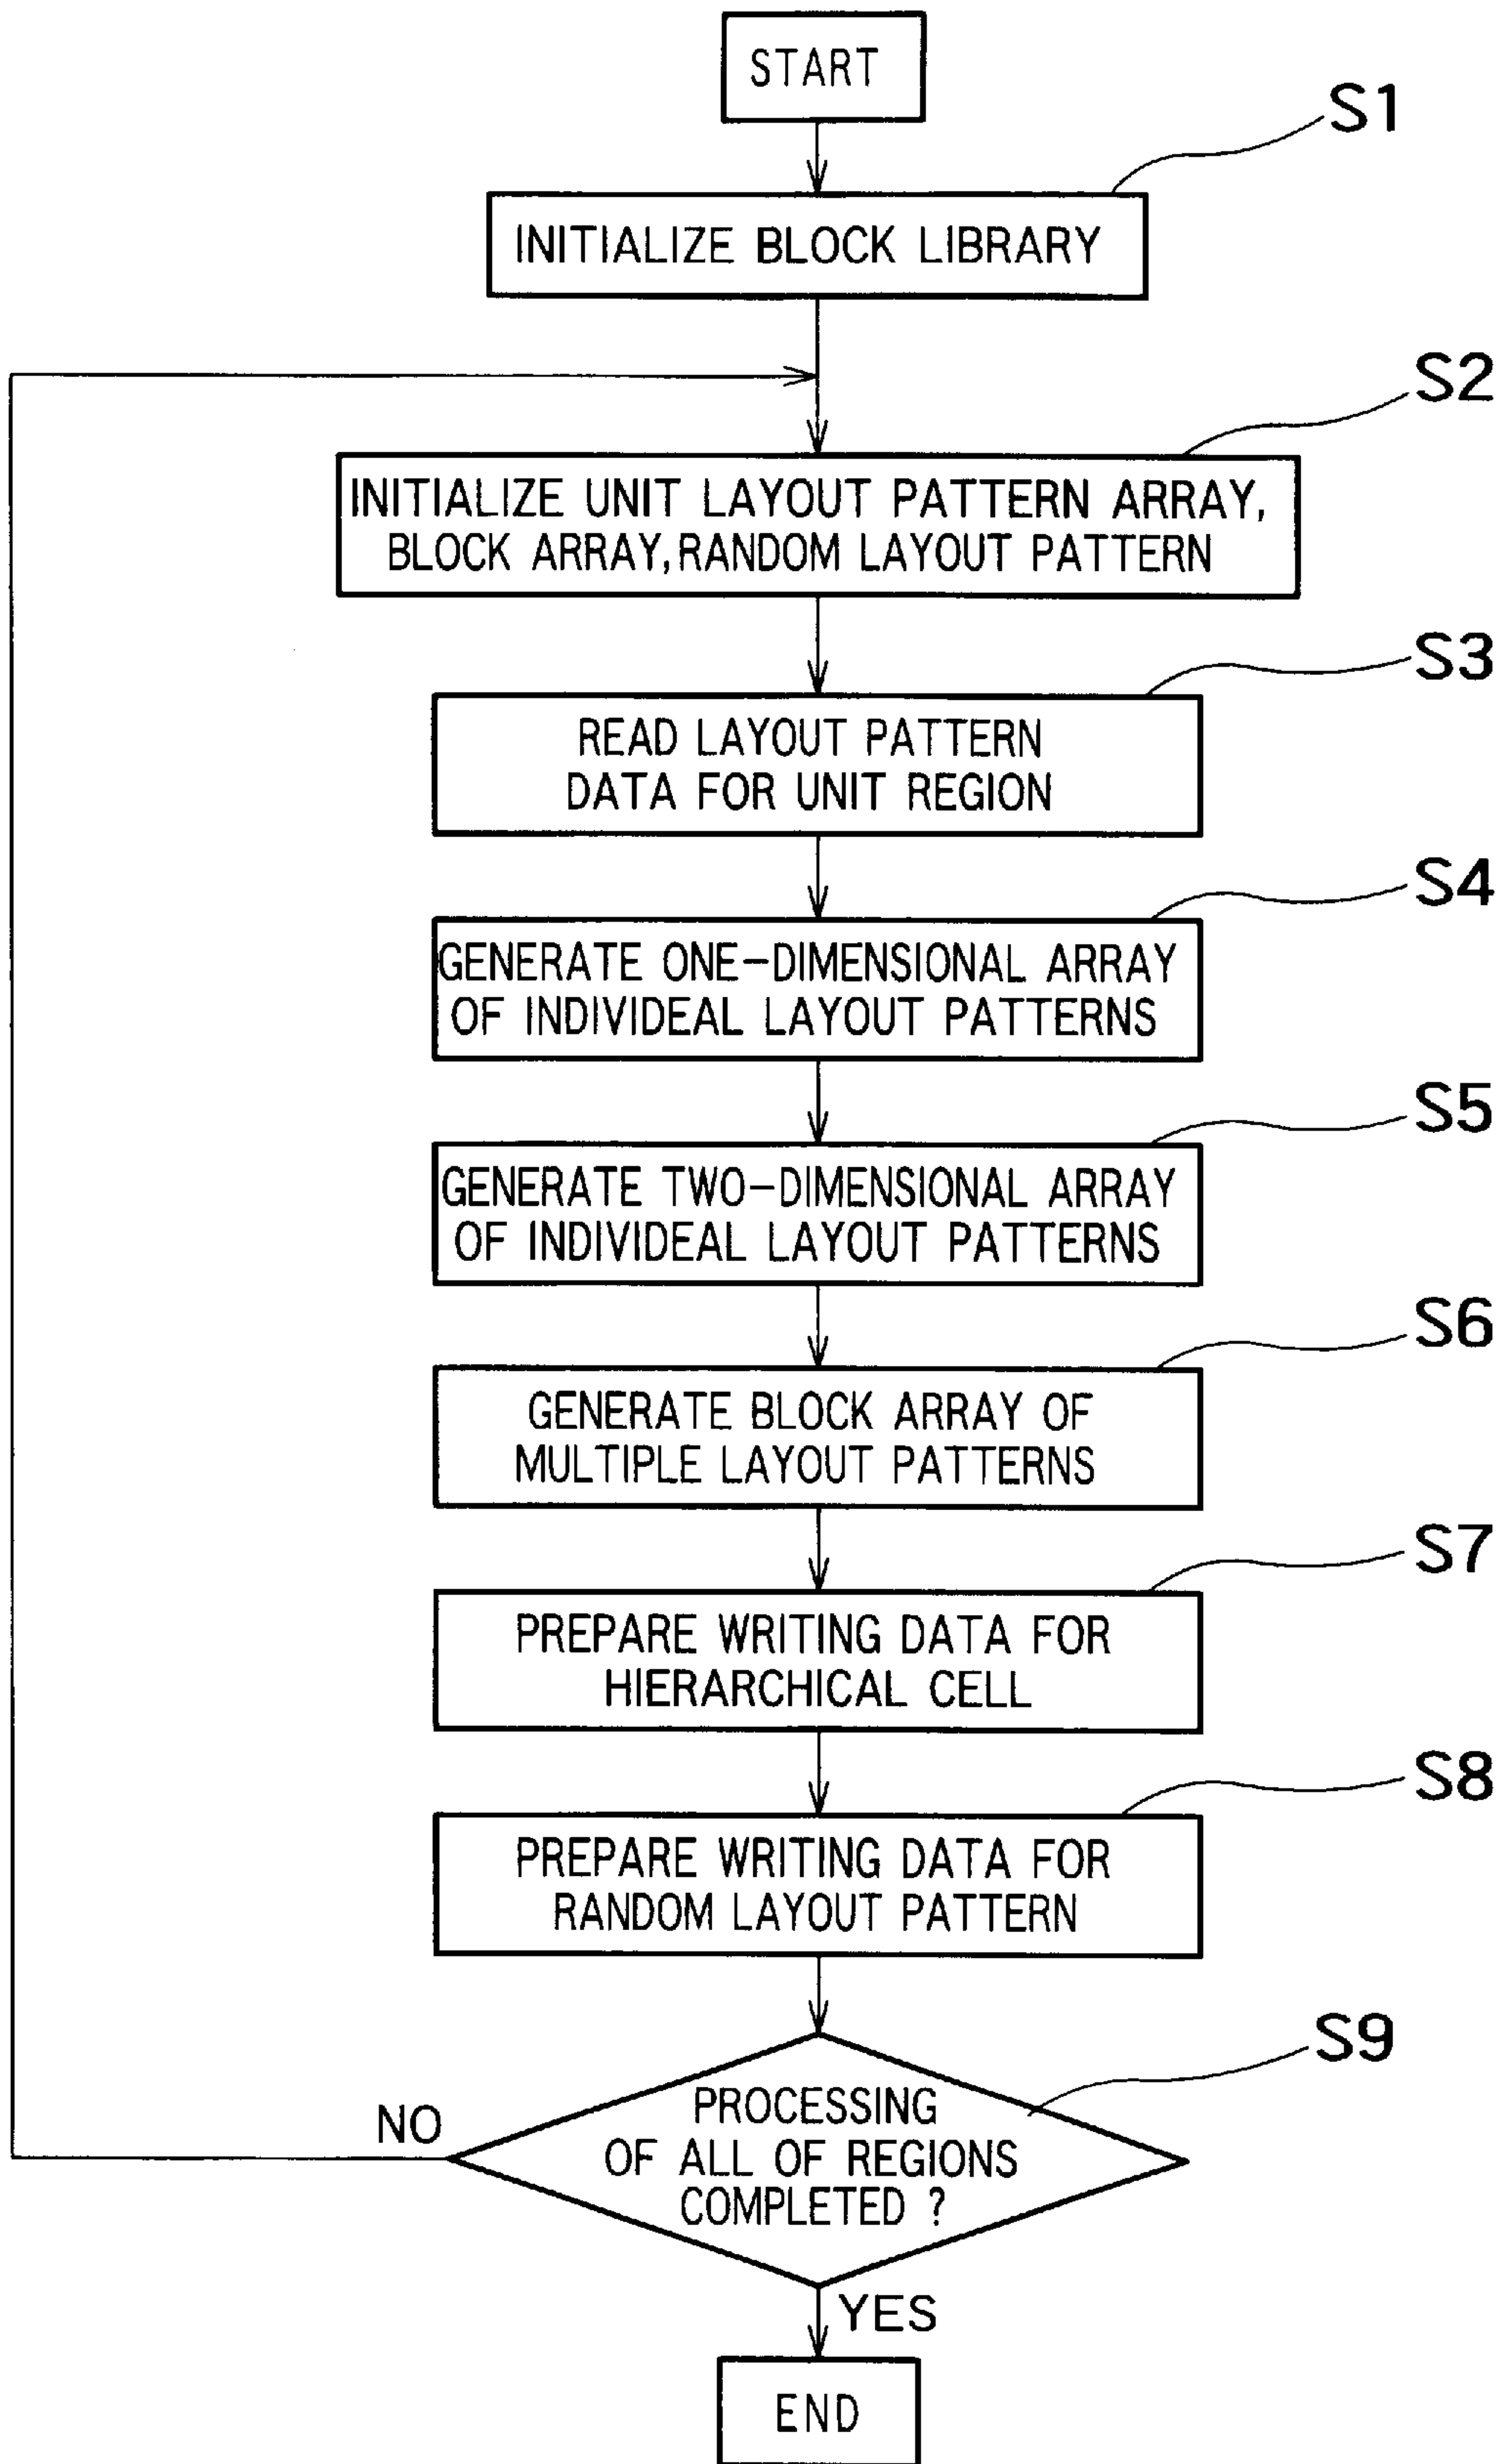 START
S1
INITIALIZE BLOCK LIBRARY
S2
INITIALIZE UNIT LAYOUT PATTERN ARRAY,
BLOCK ARRAY, RANDOM LAYOUT PATTERN
S3
READ LAYOUT PATTERN
DATA FOR UNIT REGION
S4
GENERATE ONE-DIMENSIONAL ARRAY
OF INDIVIDEAL LAYOUT PATTERNS
S5
GENERATE TWO-DIMENSIONAL ARRAY
OF INDIVIDEAL LAYOUT PATTERNS
S6
GENERATE BLOCK ARRAY OF
MULTIPLE LAYOUT PATTERNS
S7
PREPARE WRITING DATA FOR
HIERARCHICAL CELL
S8
PREPARE WRITING DATA FOR
RANDOM LAYOUT PATTERN
S9
PROCESSING
OF ALL OF REGIONS
COMPLETED ?
NO
YES
END